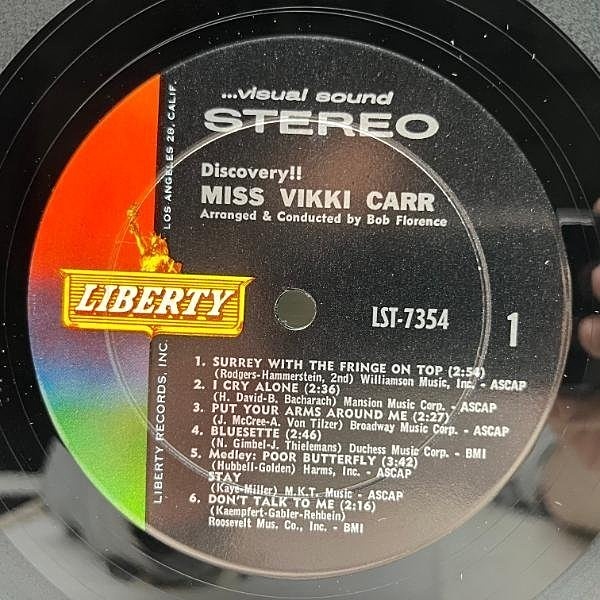 ...visual sound
STEREO
Discovery!!
MISS VIKKI CARR
Arranged & Conducted by Bob Florence
LIBERTY
LST-7354
1
1. SURREY WITH THE FRINGE ON TOP (2:54)
(Rodgers-Hammerstein, 2nd) Williamson Music, Inc. - ASCAP
2. I CRY ALONE (2:36)
(H. David-B. Bacharach) Mansion Music Corp. - ASCAP
3. PUT YOUR ARMS AROUND ME (2:27)
(J. McCree-A. Von Tilzer) Broadway Music Corp. - ASCAP
4. BLUSETTE (2:46)
(N. Gimbel-J. Thielemans) Duchess Music Corp. - BMI
5. Medley: POOR BUTTERFLY (3:42)
(Hubbell-Golden) Harms, Inc. - ASCAP
STAY
(Kaye-Miller) M.K.T. Music - ASCAP
6. DON'T TALK TO ME (2:16)
(Kaempfert-Gabler-Rehbein)
Roosevelt Mus. Co., Inc. - BMI
LIBERTY RECORDS, INC.
LOS ANGELES 28, CALIF.